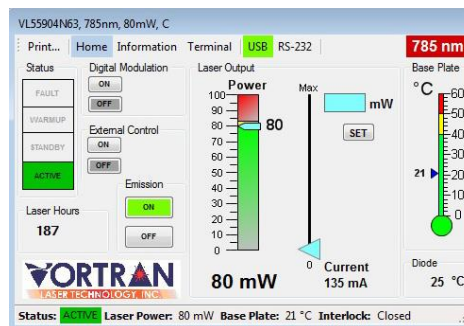 VL55904N63, 785nm, 80mW, C
Print... Home Information Terminal USB RS-232 785 nm
Status
FAULT
WARMUP
STANDBY
ACTIVE
Laser Hours
187
Digital Modulation
ON
OFF
External Control
ON
OFF
Emission
ON
OFF
Laser Output
Power
100
90
80
70
60
50
40
30
20
10
0
80
80 mW
Max
0
mW
SET
Current
135 mA
Base Plate
°C
60
50
40
30
20
10
0
21
Diode
25 °C
VORTRAN
LASER TECHNOLOGY, INC.
Status: ACTIVE Laser Power: 80 mW Base Plate: 21 °C Interlock: Closed